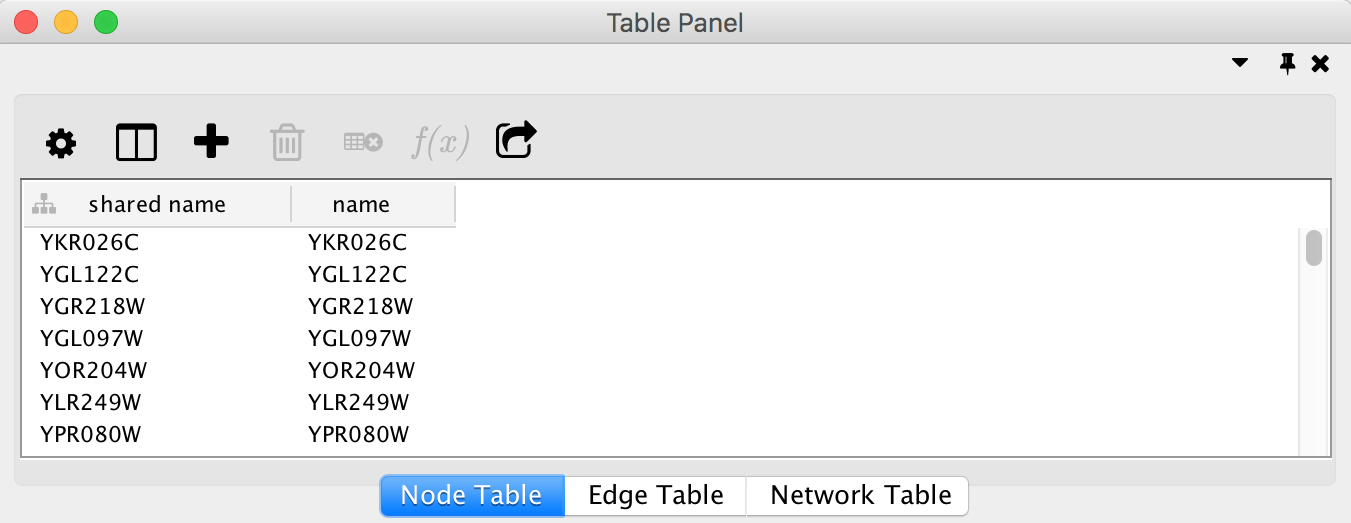 Table Panel
f(x)
shared name name
YKR026C YKR026C
YGL122C YGL122C
YGR218W YGR218W
YGL097W YGL097W
YOR204W YOR204W
YLR249W YLR249W
YPR080W YPR080W
Node Table Edge Table Network Table